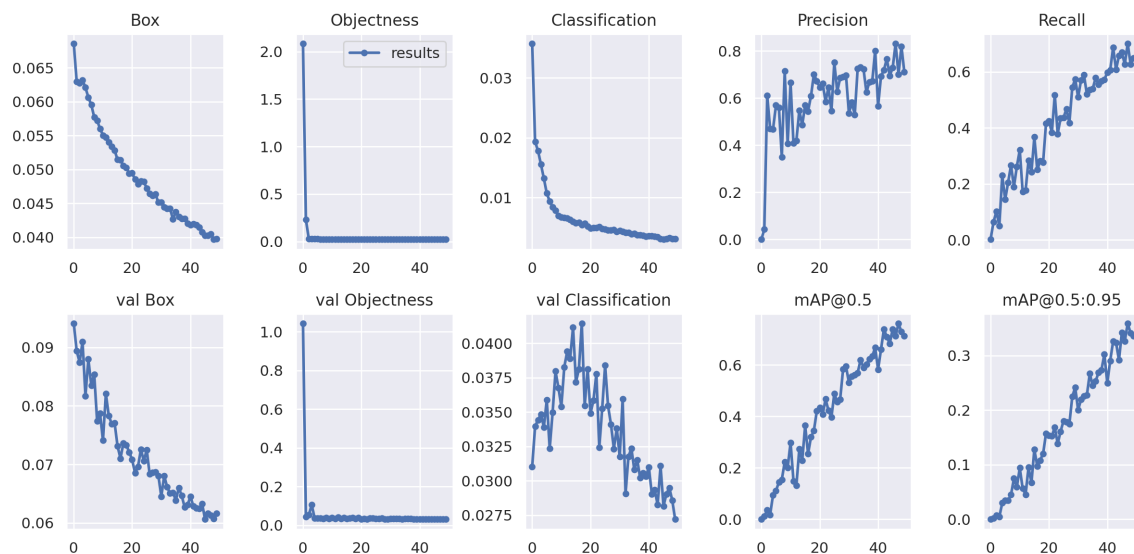 Box
Objectness
Classification
Precision
Recall
0.065
0.060
0.055
0.050
0.045
0.040
0 20 40
2.0
1.5
1.0
0.5
0.0
results
0 20 40
0.03
0.02
0.01
0 20 40
0.8
0.6
0.4
0.2
0.0
0 20 40
0.6
0.4
0.2
0.0
0 20 40
val Box
val Objectness
val Classification
mAP@0.5
mAP@0.5:0.95
0.09
0.08
0.07
0.06
0 20 40
1.0
0.8
0.6
0.4
0.2
0.0
0 20 40
0.0400
0.0375
0.0350
0.0325
0.0300
0.0275
0 20 40
0.6
0.4
0.2
0.0
0 20 40
0.3
0.2
0.1
0.0
0 20 40